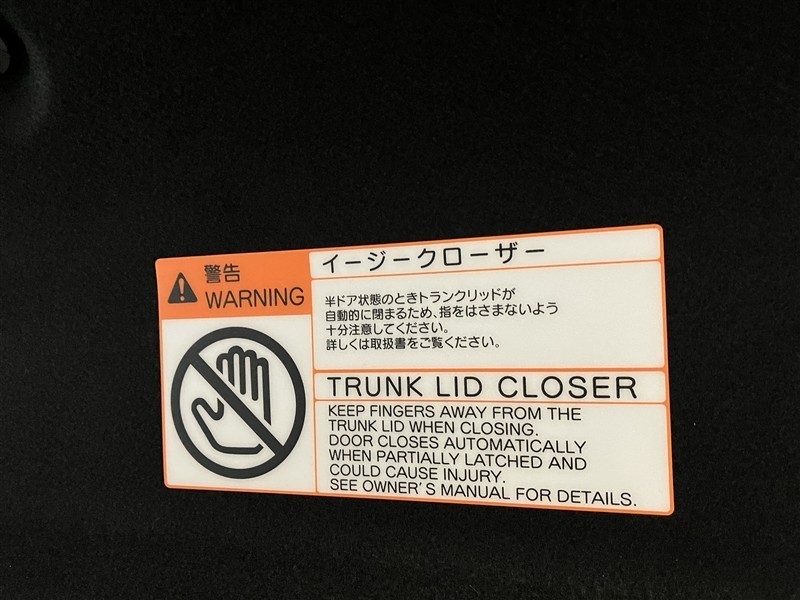 警告
WARNING
イージークローザー
半ドア状態のときトランクリッドが
自動的に閉まるため、指をはさまないよう
十分注意してください。
詳しくは取扱書をご覧ください。
TRUNK LID CLOSER
KEEP FINGERS AWAY FROM THE
TRUNK LID WHEN CLOSING.
DOOR CLOSES AUTOMATICALLY
WHEN PARTIALLY LATCHED AND
COULD CAUSE INJURY.
SEE OWNER'S MANUAL FOR DETAILS.